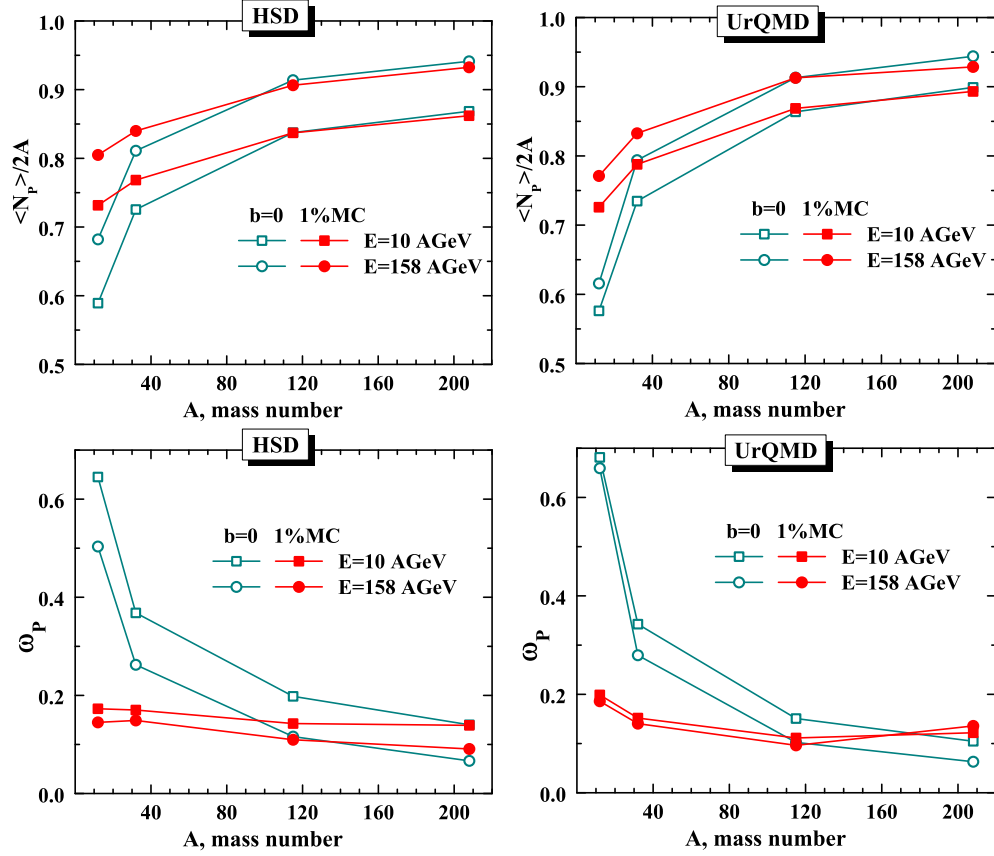 HSD
1.0
0.9
0.8
0.7
0.6
0.5
<N_P>/2A
b=0 1%MC
E=10 AGeV
E=158 AGeV
40 80 120 160 200
A, mass number
UrQMD
1.0
0.9
0.8
0.7
0.6
0.5
<N_P>/2A
b=0 1%MC
E=10 AGeV
E=158 AGeV
40 80 120 160 200
A, mass number
HSD
0.6
0.4
0.2
0.0
ω_P
b=0 1%MC
E=10 AGeV
E=158 AGeV
40 80 120 160 200
A, mass number
UrQMD
0.6
0.4
0.2
0.0
ω_P
b=0 1%MC
E=10 AGeV
E=158 AGeV
40 80 120 160 200
A, mass number